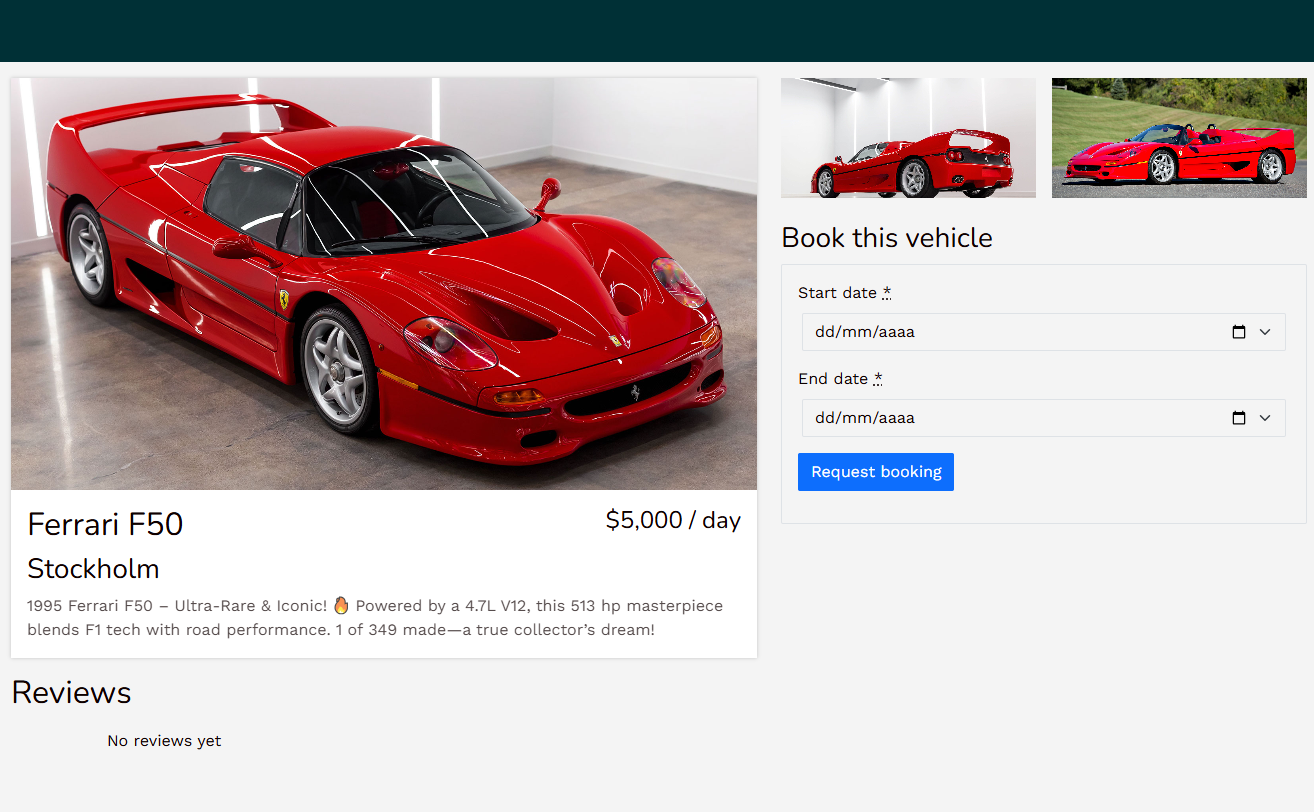 Book this vehicle
Start date *
dd/mm/aaaa
End date *
dd/mm/aaaa
Request booking
Ferrari F50
$5,000 / day
Stockholm
1995 Ferrari F50 – Ultra-Rare & Iconic! 🔥 Powered by a 4.7L V12, this 513 hp masterpiece
blends F1 tech with road performance. 1 of 349 made—a true collector’s dream!
Reviews
No reviews yet